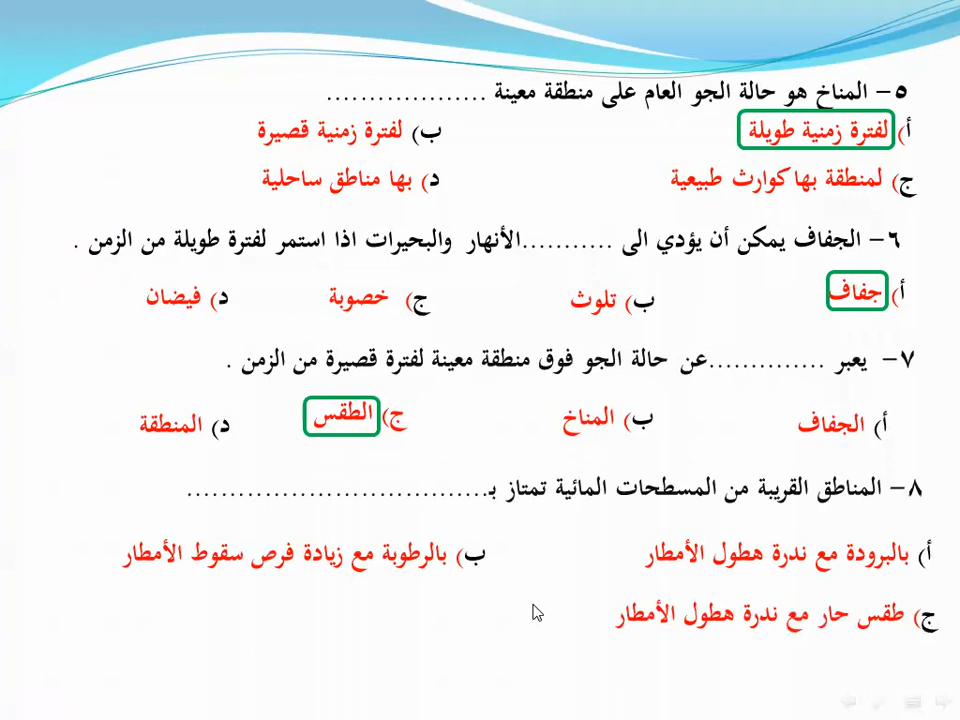 ٥- المناخ هو حالة الجو العام على منطقة معينة ...................
أ) لفترة زمنية طويلة ب) لفترة زمنية قصيرة
ج) لمنطقة بها كوارث طبيعية د) بها مناطق ساحلية
٦- الجفاف يمكن أن يؤدي الى ...........الأنهار والبحيرات اذا استمر لفترة طويلة من الزمن .
أ) جفاف ب) تلوث ج) خصوبة د) فيضان
٧- يعبر ..............عن حالة الجو فوق منطقة معينة لفترة قصيرة من الزمن .
أ) الجفاف ب) المناخ ج) الطقس د) المنطقة
٨- المناطق القريبة من المسطحات المائية تمتاز بـ...................................
أ) بالبرودة مع ندرة هطول الأمطار ب) بالرطوبة مع زيادة فرص سقوط الأمطار
ج) طقس حار مع ندرة هطول الأمطار